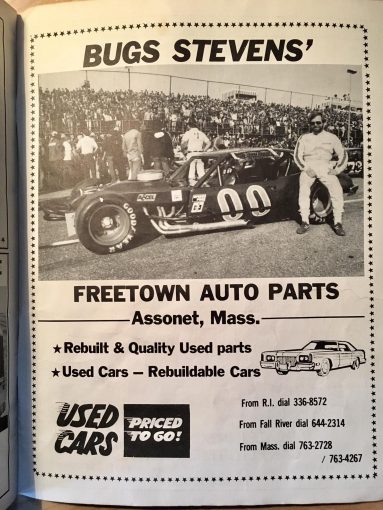 BUGS STEVENS'
GOODYEAR
00
FREETOWN AUTO PARTS
Assonet, Mass.
★ Rebuilt & Quality Used parts
★ Used Cars — Rebuildable Cars
USED
CARS
PRICED
TO GO!
From R.I. dial 336-8572
From Fall River dial 644-2314
From Mass. dial 763-2728
/ 763-4267